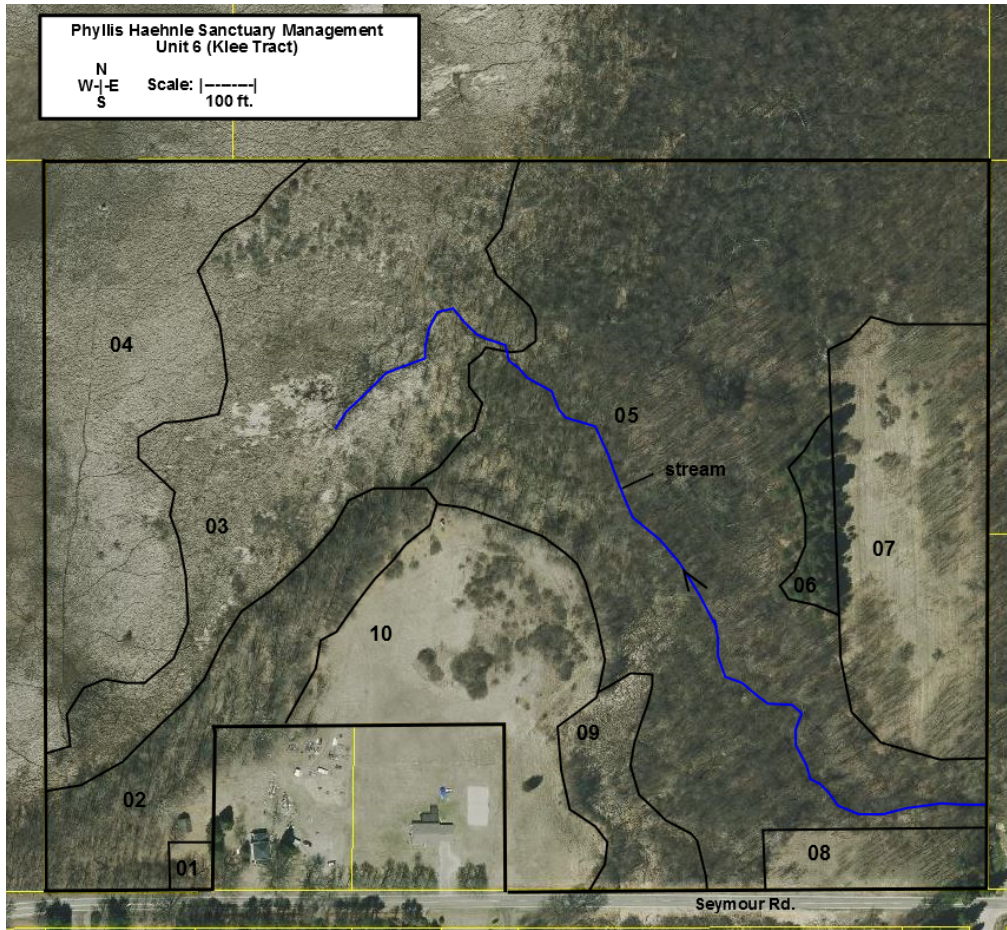 Phyllis Haehnle Sanctuary Management
Unit 6 (Klee Tract)
N
W-|-E
S
Scale: |---------|
100 ft.
04
05
stream
03
07
06
10
09
02
01
08
Seymour Rd.